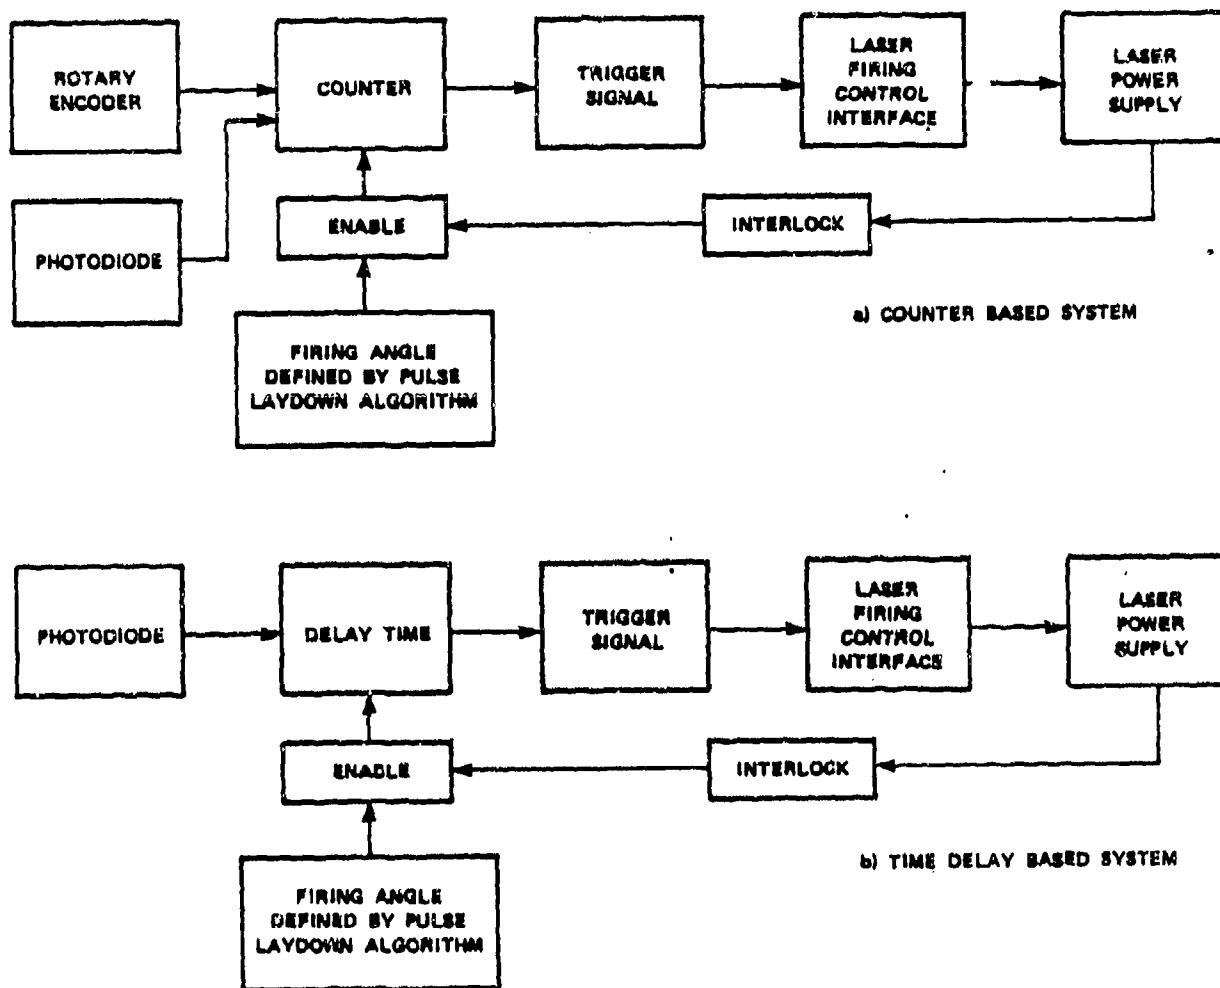 ROTARY
ENCODER
COUNTER
TRIGGER
SIGNAL
LASER
FIRING
CONTROL
INTERFACE
LASER
POWER
SUPPLY
PHOTODIODE
ENABLE
INTERLOCK
FIRING ANGLE
DEFINED BY PULSE
LAYDOWN ALGORITHM
a) COUNTER BASED SYSTEM
PHOTODIODE
DELAY TIME
TRIGGER
SIGNAL
LASER
FIRING
CONTROL
INTERFACE
LASER
POWER
SUPPLY
ENABLE
INTERLOCK
FIRING ANGLE
DEFINED BY PULSE
LAYDOWN ALGORITHM
b) TIME DELAY BASED SYSTEM